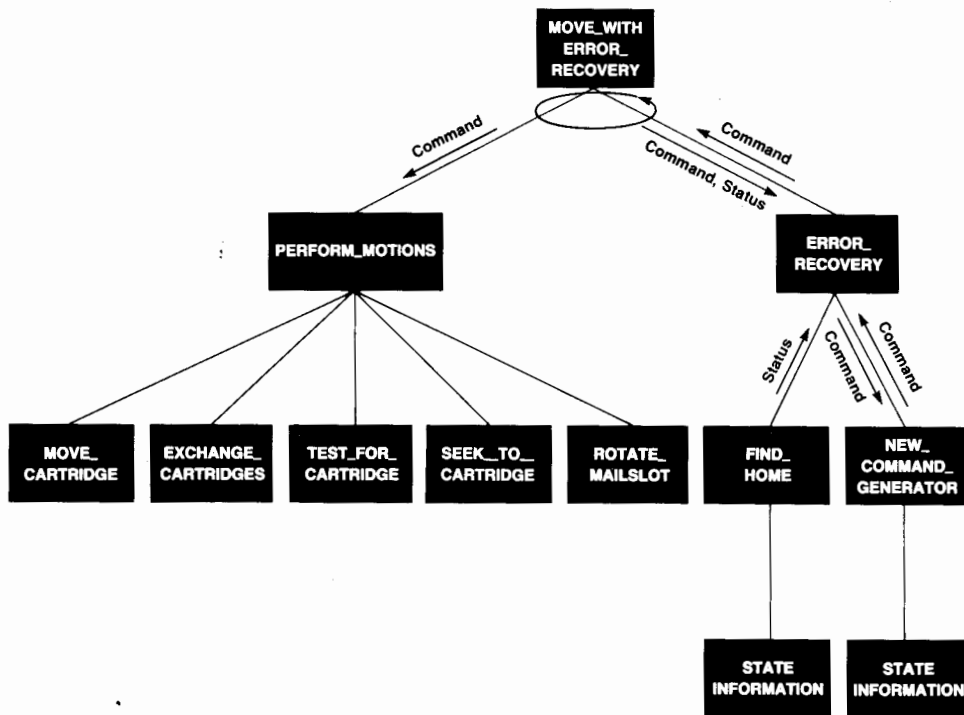 MOVE_WITH
ERROR_
RECOVERY
Command
Command
Command, Status
PERFORM_MOTIONS
ERROR_
RECOVERY
Status
Command
Command
MOVE_
CARTRIDGE
EXCHANGE_
CARTRIDGES
TEST_FOR_
CARTRIDGE
SEEK_TO_
CARTRIDGE
ROTATE_
MAILSLOT
FIND_
HOME
NEW_
COMMAND_
GENERATOR
STATE
INFORMATION
STATE
INFORMATION